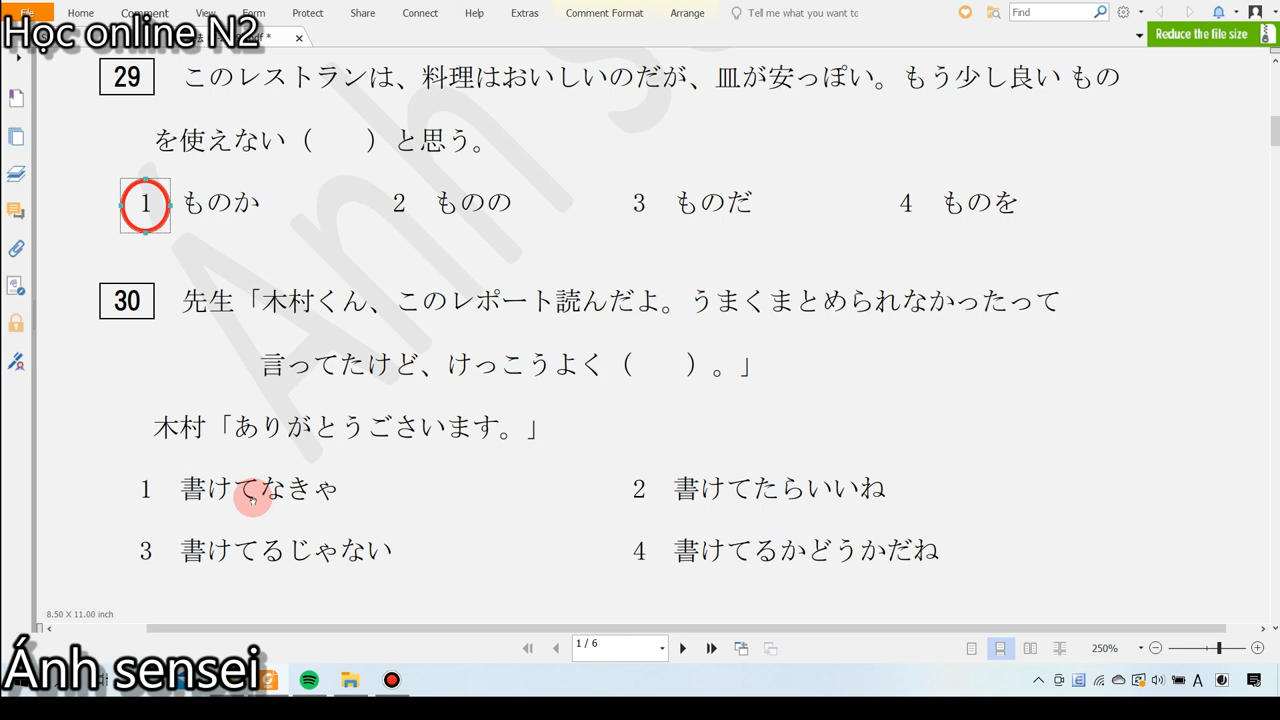 File Home Comment View Form Protect Share Connect Help Extras Comment Format Arrange Tell me what you want to Find
Học online N2
df *
Reduce the file size
29 このレストランは、料理はおいしいのだが、皿が安っぽい。もう少し良い もの
を使えない（　　）と思う。
1 ものか 2 ものの 3 ものだ 4 ものを
30 先生「木村くん、このレポート読んだよ。うまくまとめられなかったって
言ってたけど、けっこうよく（　　）。」
木村「ありがとうごさいます。」
1 書けてなきゃ 2 書けてたらいいね
3 書けてるじゃない 4 書けてるかどうかだね
8.50 X 11.00 inch
1 / 6 250%
Ánh sensei
Ánh s